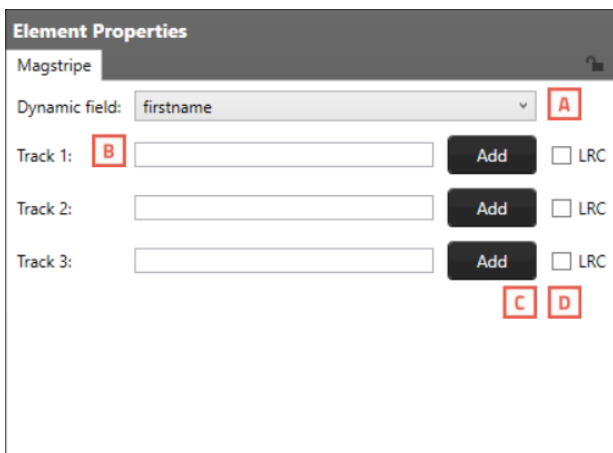 Element Properties
Magstripe
Dynamic field: firstname A
Track 1: B Add LRC
Track 2: Add LRC
Track 3: Add LRC
C D